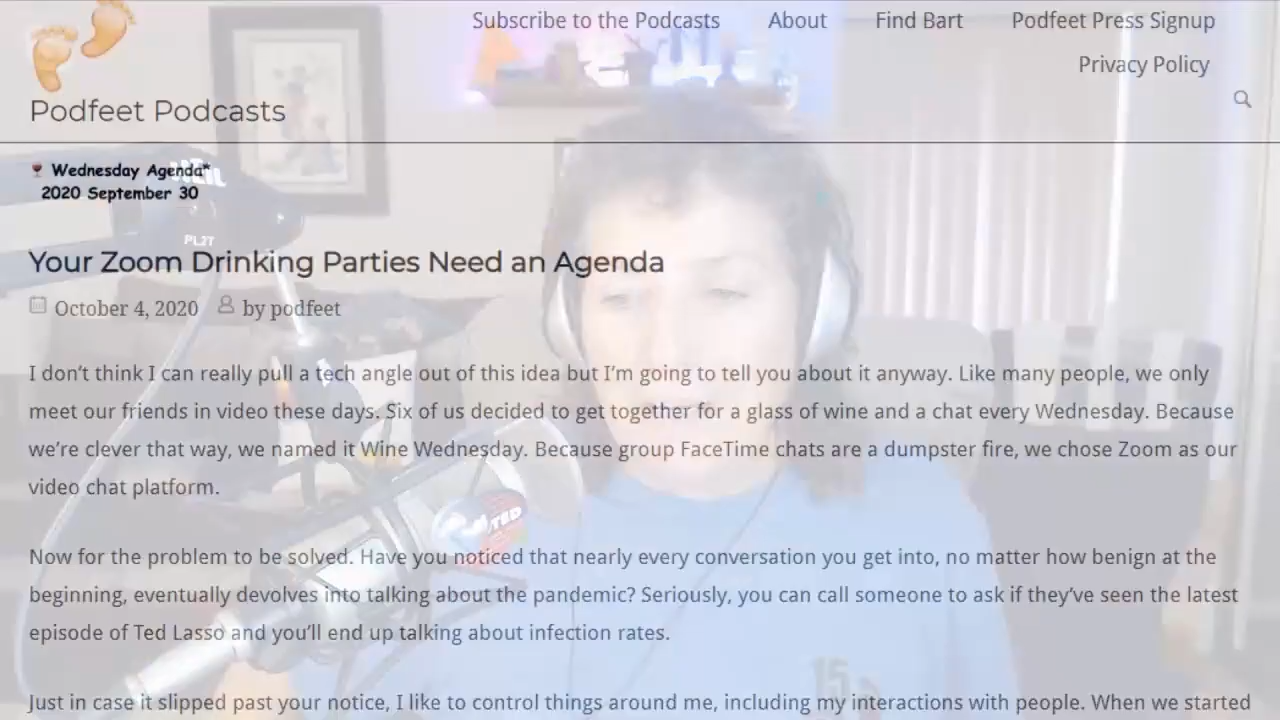 Subscribe to the Podcasts About Find Bart Podfeet Press Signup
Privacy Policy
Podfeet Podcasts
Wednesday Agenda*
2020 September 30
PL27
Your Zoom Drinking Parties Need an Agenda
October 4, 2020 by podfeet
I don't think I can really pull a tech angle out of this idea but I'm going to tell you about it anyway. Like many people, we only
meet our friends in video these days. Six of us decided to get together for a glass of wine and a chat every Wednesday. Because
we're clever that way, we named it Wine Wednesday. Because group FaceTime chats are a dumpster fire, we chose Zoom as our
video chat platform.
Now for the problem to be solved. Have you noticed that nearly every conversation you get into, no matter how benign at the
beginning, eventually devolves into talking about the pandemic? Seriously, you can call someone to ask if they've seen the latest
episode of Ted Lasso and you'll end up talking about infection rates.
Just in case it slipped past your notice, I like to control things around me, including my interactions with people. When we started
15